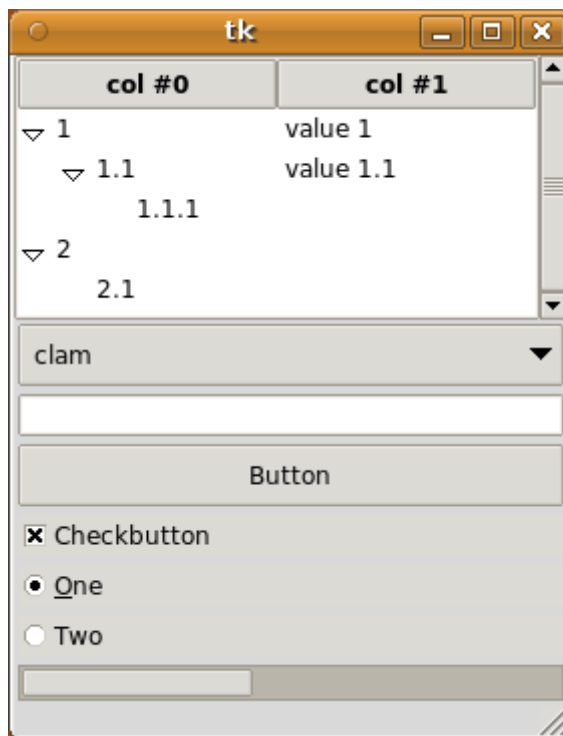 tk
col #0 col #1
1 value 1
1.1 value 1.1
1.1.1
2
2.1
clam
Button
Checkbutton
One
Two